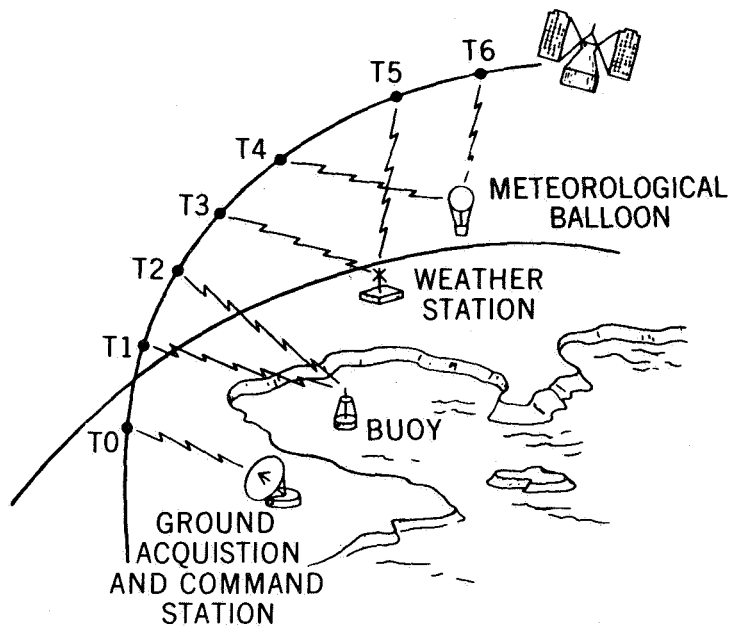 T6
T5
T4
T3
T2
T1
T0
METEOROLOGICAL
BALLOON
WEATHER
STATION
BUOY
GROUND
ACQUISTION
AND COMMAND
STATION